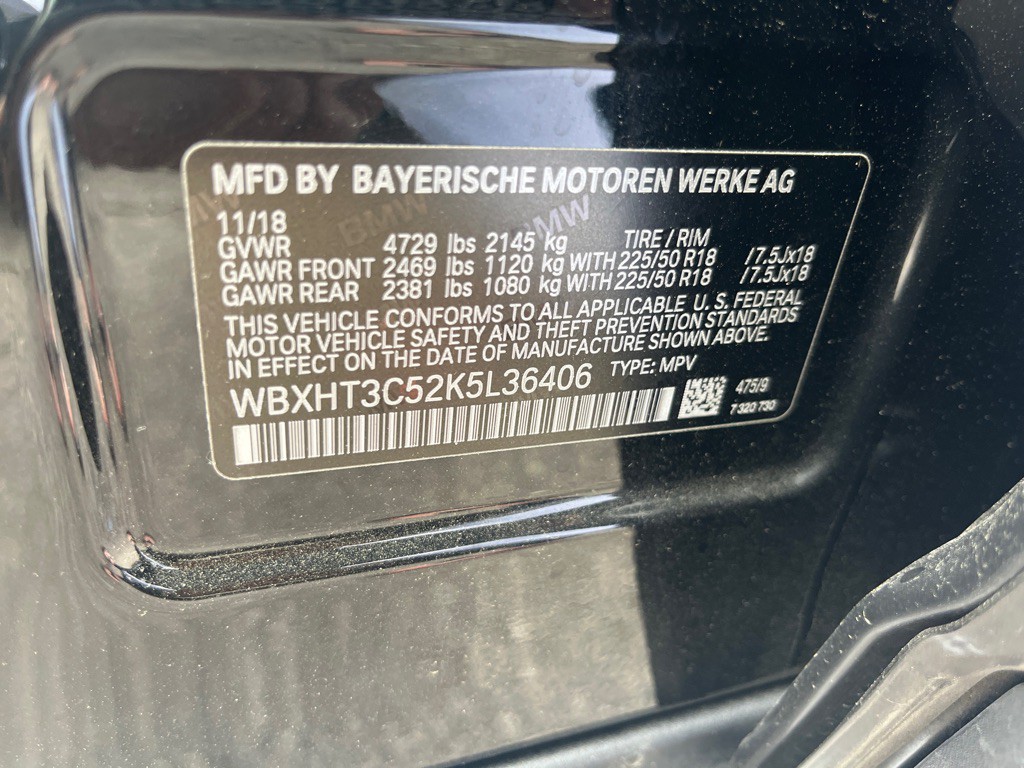 MFD BY BAYERISCHE MOTOREN WERKE AG
11/18
GVWR 4729 lbs 2145 kg TIRE / RIM
GAWR FRONT 2469 lbs 1120 kg WITH 225/50 R18 /7.5Jx18
GAWR REAR 2381 lbs 1080 kg WITH 225/50 R18 /7.5Jx18
THIS VEHICLE CONFORMS TO ALL APPLICABLE U. S. FEDERAL
MOTOR VEHICLE SAFETY AND THEFT PREVENTION STANDARDS
IN EFFECT ON THE DATE OF MANUFACTURE SHOWN ABOVE.
WBXHT3C52K5L36406 TYPE: MPV
475/9
7 320 730
BMW
BMW
BMW